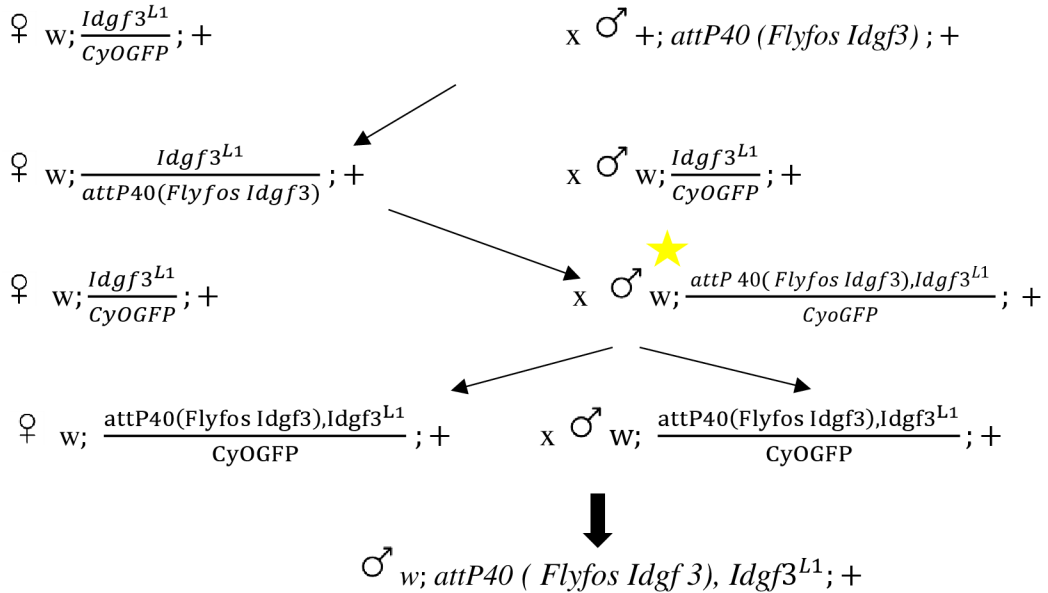 ♀ w; Idgf3^L1 / CyOGFP ; + x ♂ +; attP40 (Flyfos Idgf3) ; +
♀ w; Idgf3^L1 / attP40(Flyfos Idgf3) ; + x ♂ w; Idgf3^L1 / CyOGFP ; +
♀ w; Idgf3^L1 / CyOGFP ; + x ♂ w; attP 40( Flyfos Idgf3),Idgf3^L1 / CyoGFP ; +
♀ w; attP40(Flyfos Idgf3),Idgf3^L1 / CyOGFP ; + x ♂ w; attP40(Flyfos Idgf3),Idgf3^L1 / CyOGFP ; +
♂ w; attP40 ( Flyfos Idgf 3), Idgf3^L1; +